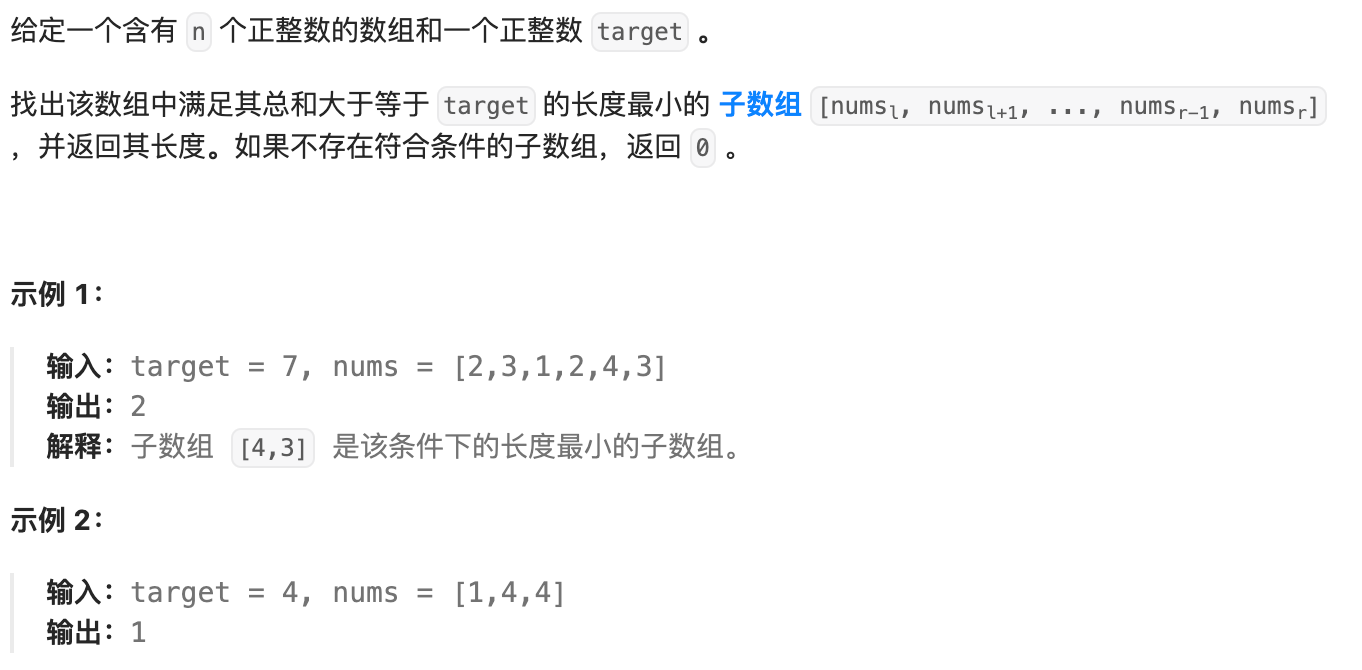 给定一个含有 n 个正整数的数组和一个正整数 target 。
找出该数组中满足其总和大于等于 target 的长度最小的 子数组 [numsl, numsl+1, ..., numsr-1, numsr]
，并返回其长度。如果不存在符合条件的子数组，返回 0 。
示例 1：
输入：target = 7, nums = [2,3,1,2,4,3]
输出：2
解释：子数组 [4,3] 是该条件下的长度最小的子数组。
示例 2：
输入：target = 4, nums = [1,4,4]
输出：1